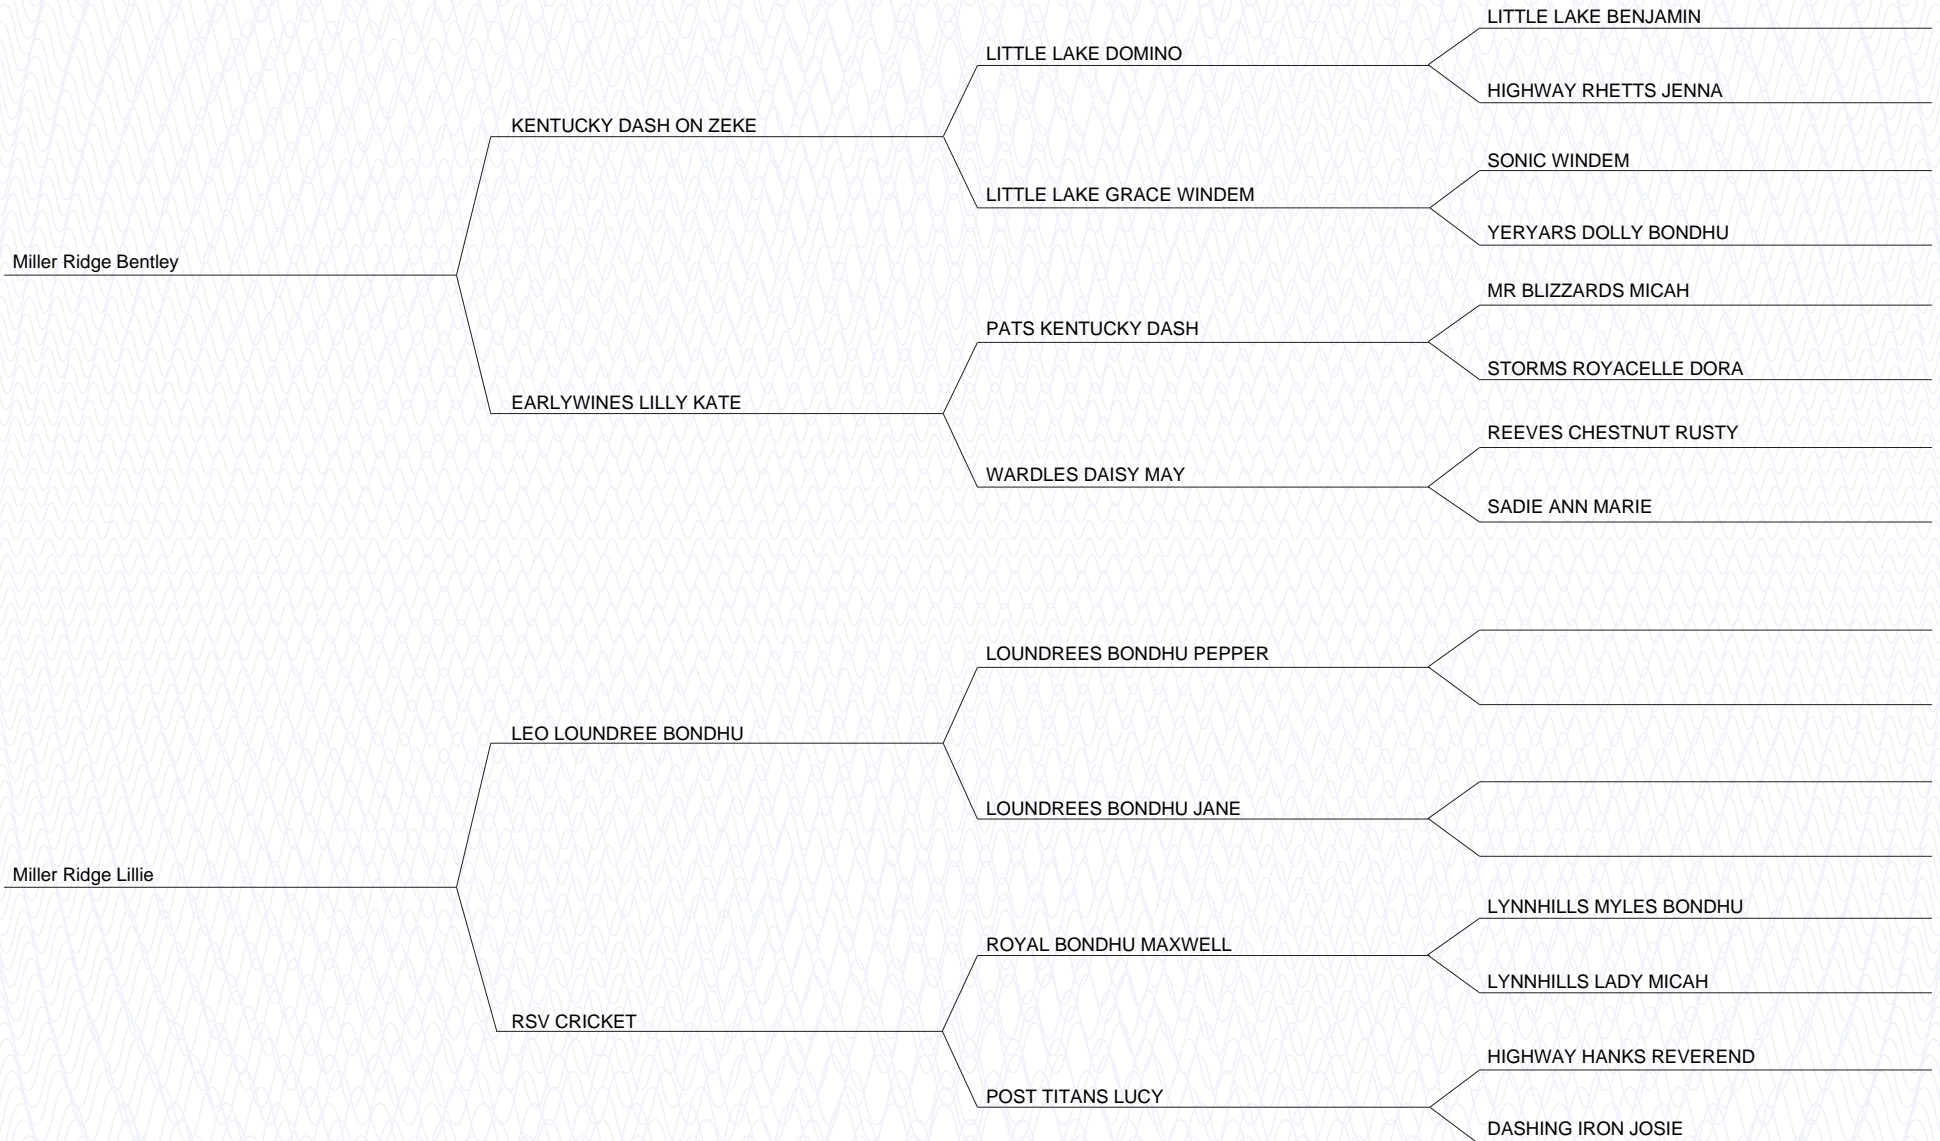 LITTLE LAKE BENJAMIN
LITTLE LAKE DOMINO
HIGHWAY RHETTS JENNA
KENTUCKY DASH ON ZEKE
SONIC WINDEM
LITTLE LAKE GRACE WINDEM
YERYARS DOLLY BONDHU
Miller Ridge Bentley
MR BLIZZARDS MICAH
PATS KENTUCKY DASH
STORMS ROYACELLE DORA
EARLYWINES LILLY KATE
REEVES CHESTNUT RUSTY
WARDLES DAISY MAY
SADIE ANN MARIE
LOUNDREES BONDHU PEPPER
LEO LOUNDREE BONDHU
LOUNDREES BONDHU JANE
Miller Ridge Lillie
LYNNHILLS MYLES BONDHU
ROYAL BONDHU MAXWELL
LYNNHILLS LADY MICAH
RSV CRICKET
HIGHWAY HANKS REVEREND
POST TITANS LUCY
DASHING IRON JOSIE